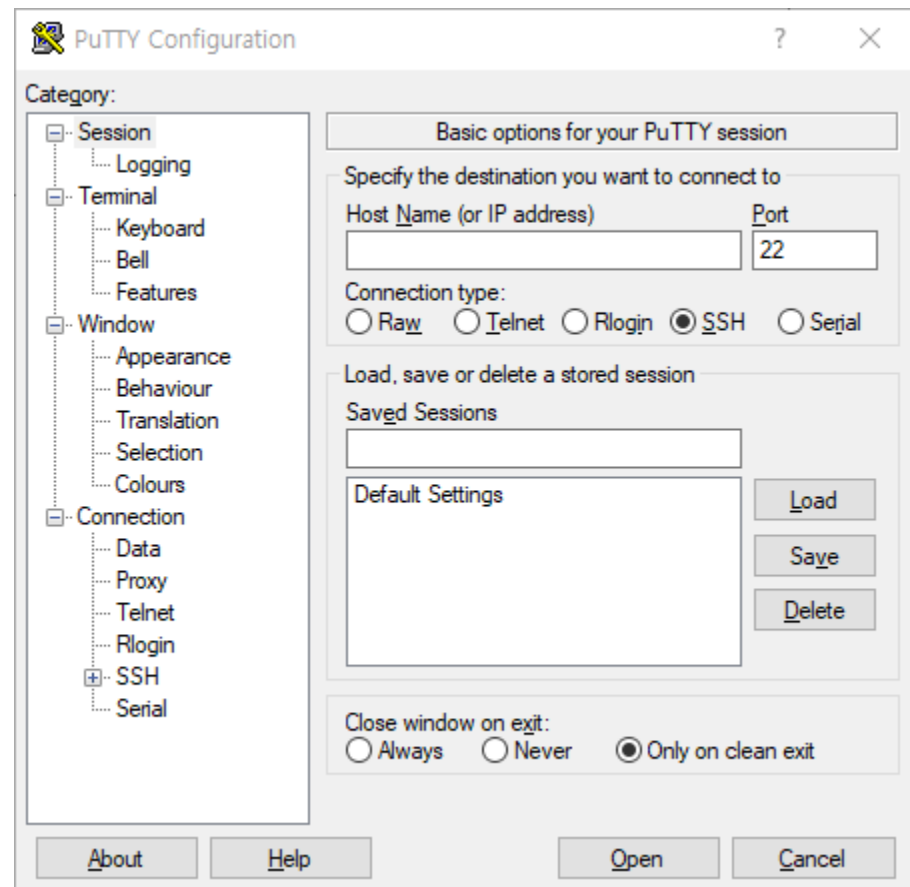 PuTTY Configuration
Category:
Session
Logging
Terminal
Keyboard
Bell
Features
Window
Appearance
Behaviour
Translation
Selection
Colours
Connection
Data
Proxy
Telnet
Rlogin
SSH
Serial
Basic options for your PuTTY session
Specify the destination you want to connect to
Host Name (or IP address) Port
22
Connection type:
Raw Telnet Rlogin SSH Serial
Load, save or delete a stored session
Saved Sessions
Default Settings
Load
Save
Delete
Close window on exit:
Always Never Only on clean exit
About Help Open Cancel